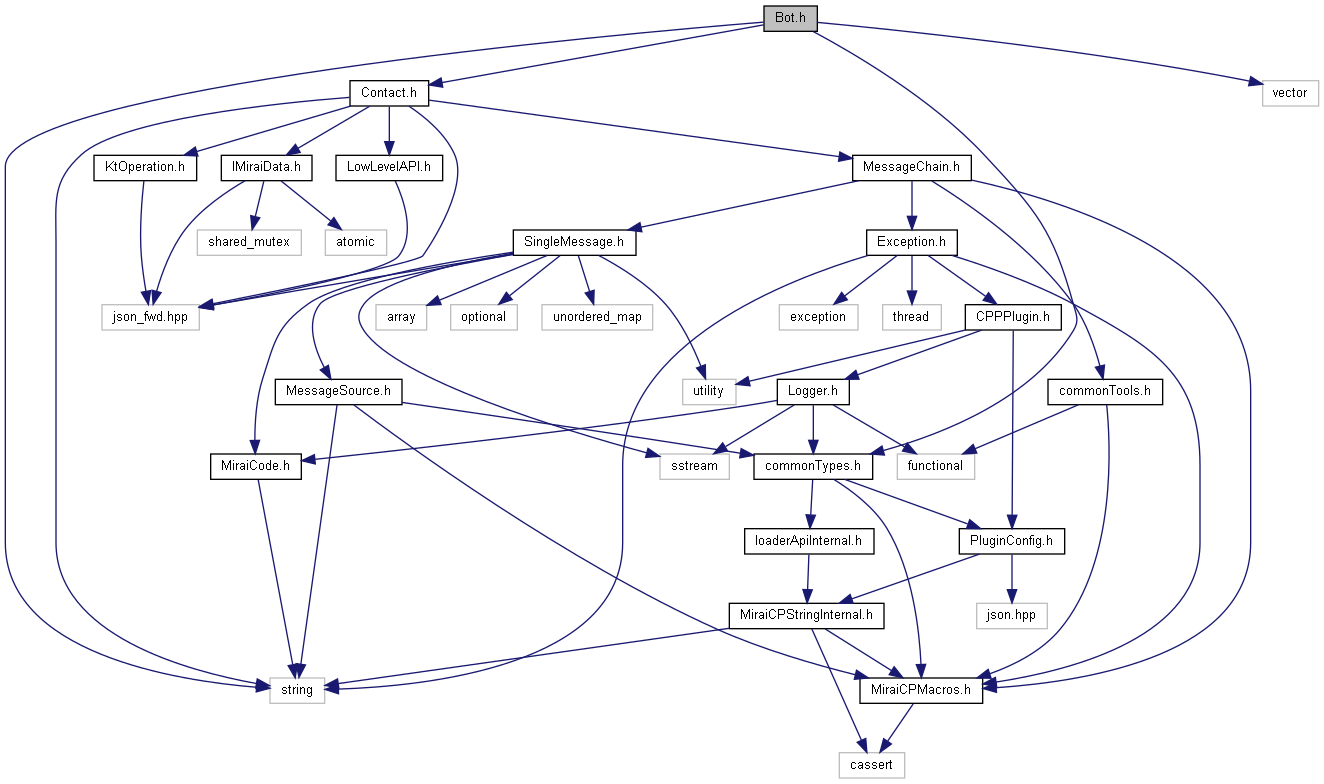 Bot.h
Contact.h
vector
KtOperation.h
IMiraiData.h
LowLevelAPI.h
MessageChain.h
shared_mutex
atomic
SingleMessage.h
Exception.h
json_fwd.hpp
array
optional
unordered_map
exception
thread
CPPPlugin.h
MessageSource.h
utility
Logger.h
commonTools.h
MiraiCode.h
sstream
commonTypes.h
functional
loaderApiInternal.h
PluginConfig.h
MiraiCPStringInternal.h
json.hpp
string
MiraiCPMacros.h
cassert